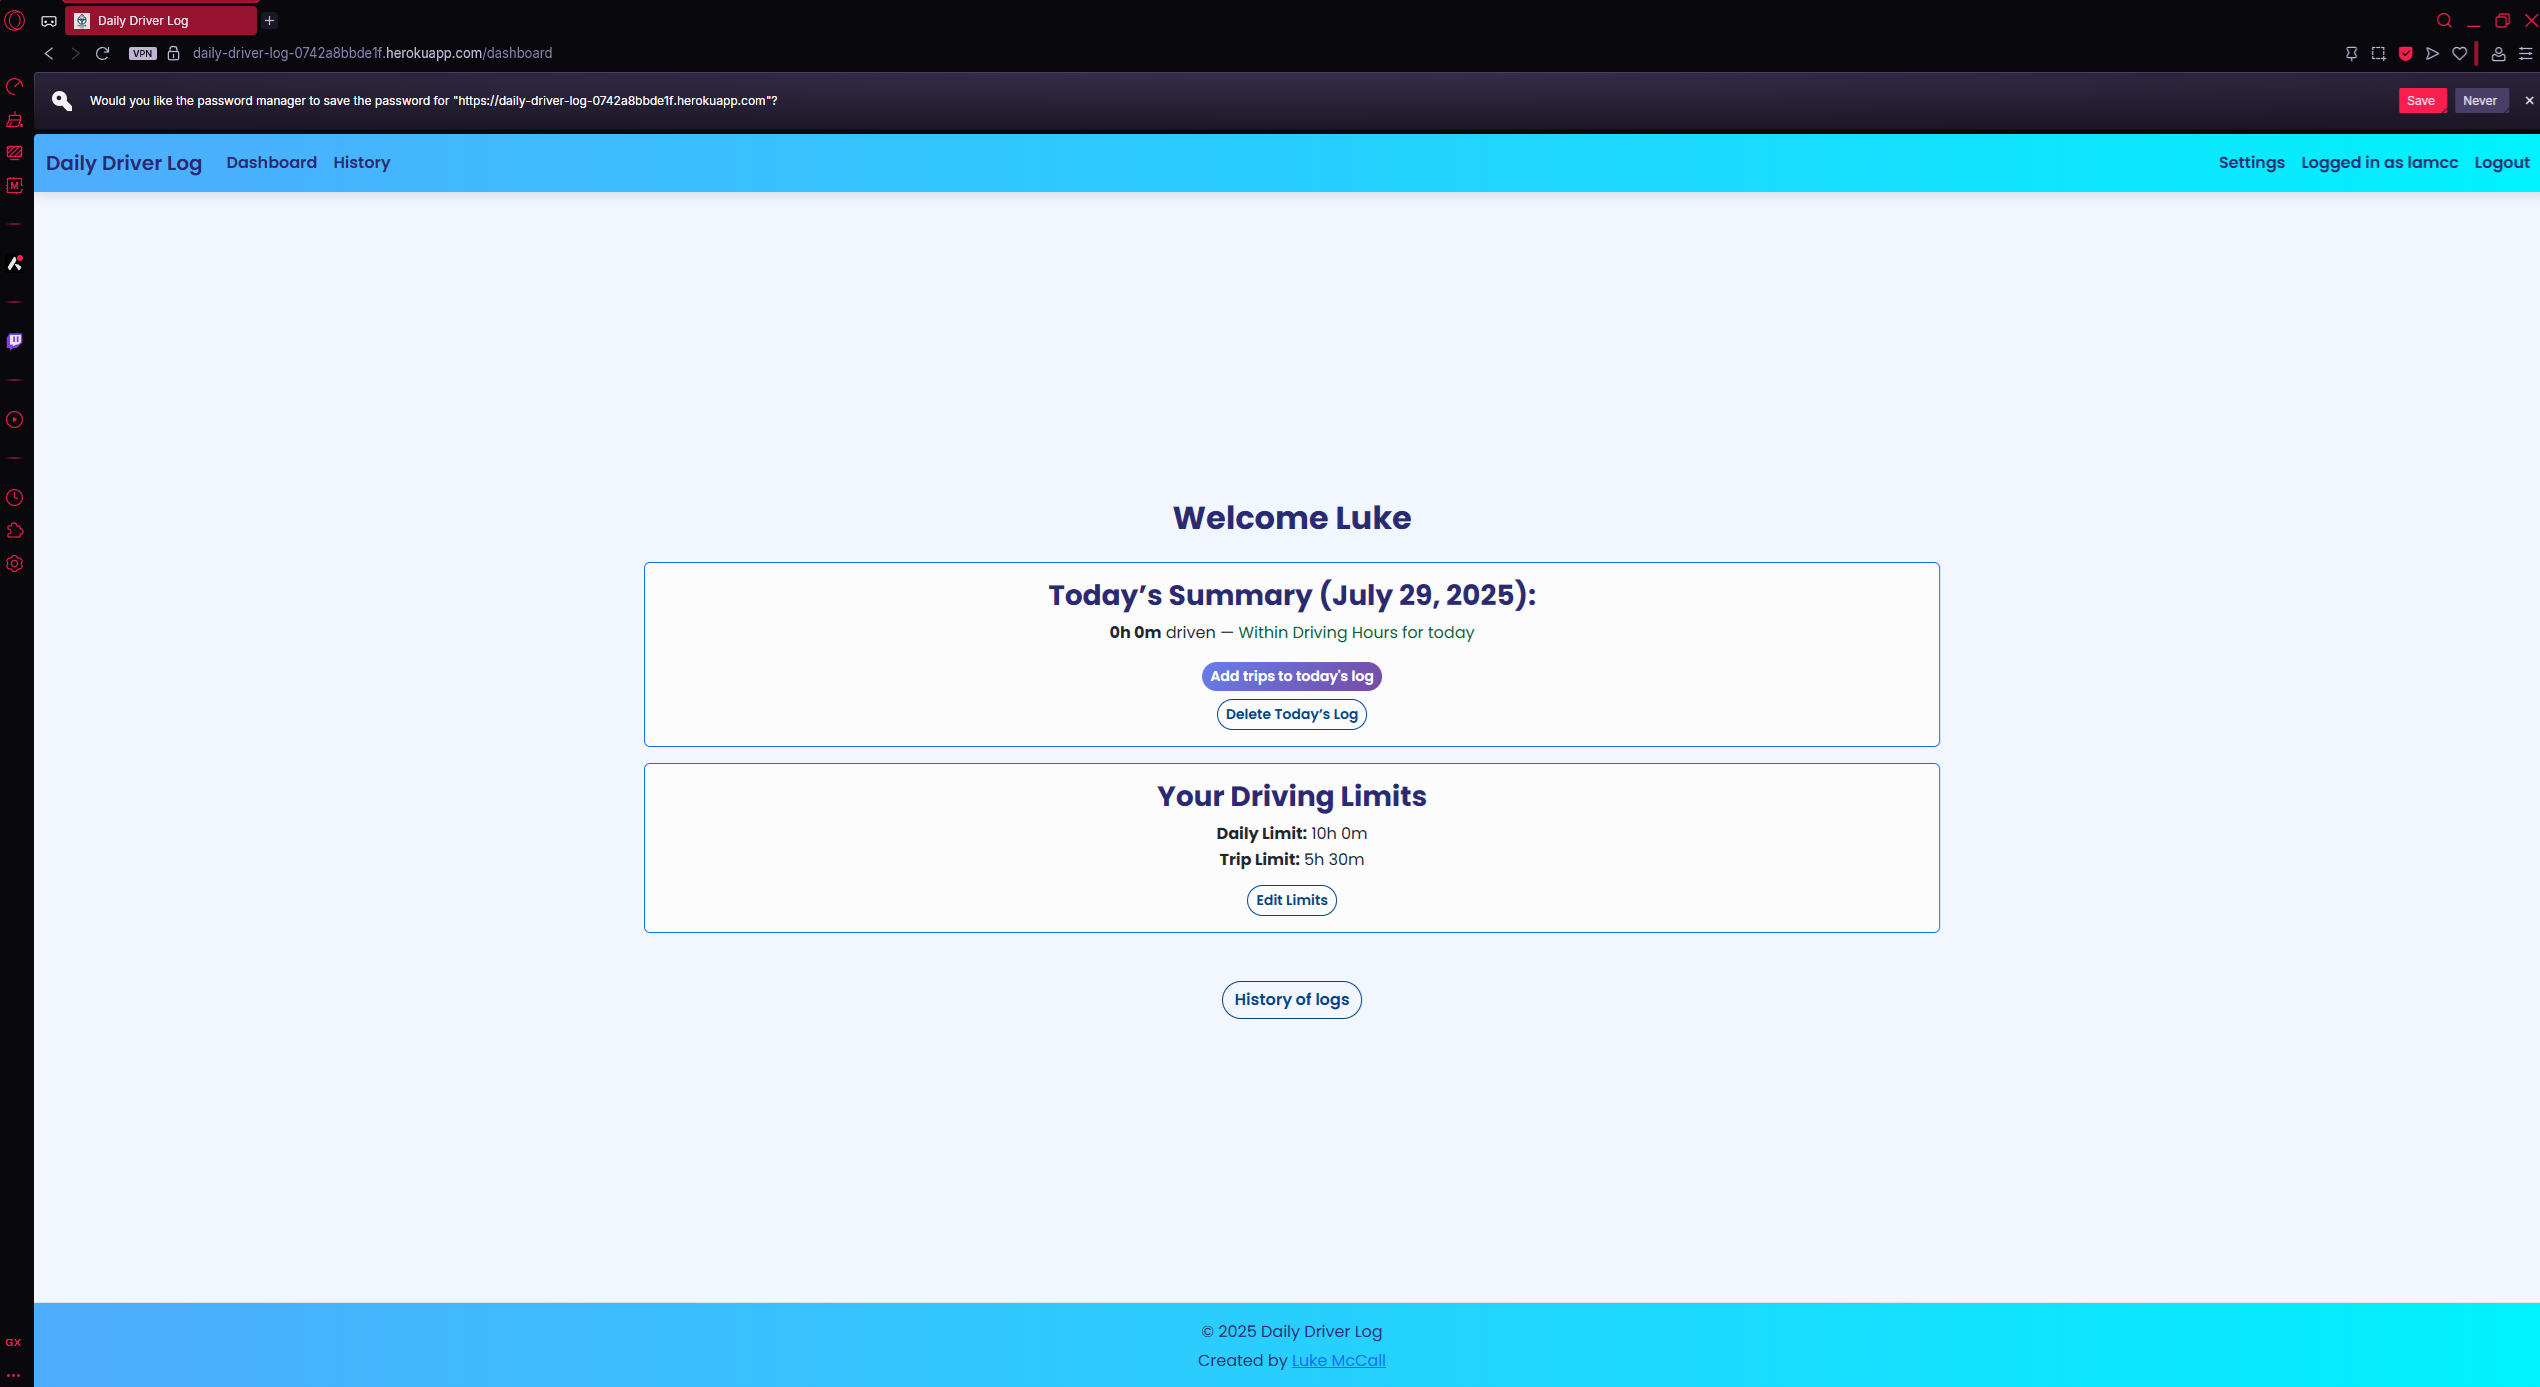 Daily Driver Log
VPN
daily-driver-log-0742a8bbde1f.herokuapp.com/dashboard
Would you like the password manager to save the password for "https://daily-driver-log-0742a8bbde1f.herokuapp.com"?
Save
Never
Daily Driver Log
Dashboard
History
Settings
Logged in as lamcc
Logout
M
Welcome Luke
Today’s Summary (July 29, 2025):
0h 0m driven — Within Driving Hours for today
Add trips to today's log
Delete Today’s Log
Your Driving Limits
Daily Limit: 10h 0m
Trip Limit: 5h 30m
Edit Limits
History of logs
GX
© 2025 Daily Driver Log
Created by Luke McCall